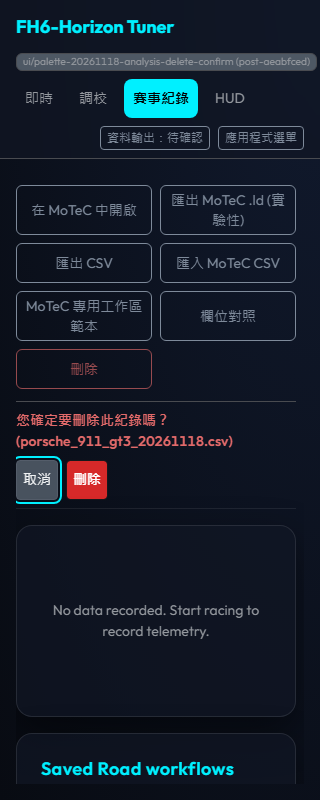 FH6-Horizon Tuner
ui/palette-20261118-analysis-delete-confirm (post-aeabfced)
即時 調校 賽事紀錄 HUD
資料輸出：待確認 應用程式選單
在 MoTeC 中開啟
匯出 MoTeC .ld (實
驗性)
匯出 CSV
匯入 MoTeC CSV
MoTeC 專用工作區
範本
欄位對照
刪除
您確定要刪除此紀錄嗎？
(porsche_911_gt3_20261118.csv)
取消 刪除
No data recorded. Start racing to
record telemetry.
Saved Road workflows